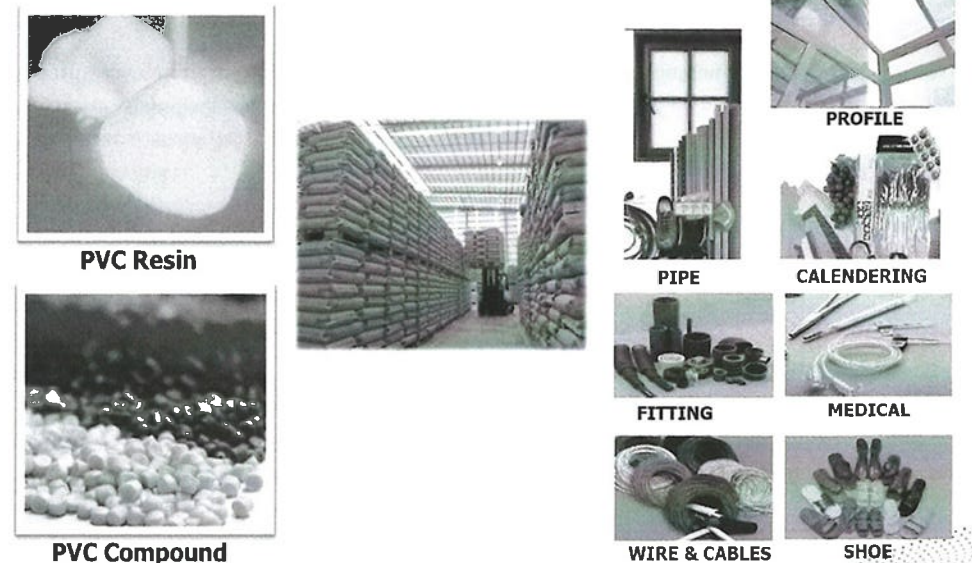 PVC Resin
PVC Compound
PROFILE
PIPE
CALENDERING
FITTING
MEDICAL
WIRE & CABLES
SHOE